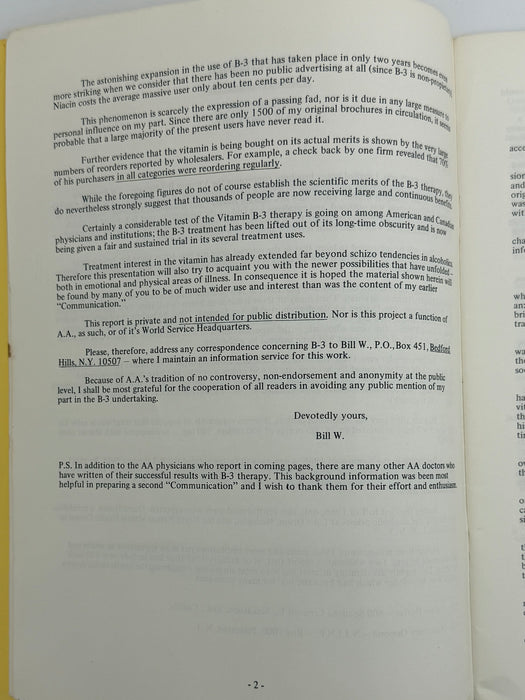 The astonishing expansion in the use of B-3 that has taken place in only two years becomes
more striking when we consider that there has been no public advertising at all (since B-3 is non-proprietary)
Niacin costs the average massive user only about ten cents per day.
This phenomenon is scarcely the expression of a passing fad, nor is it due in any large measure to
personal influence on my part. Since there are only 1500 of my original brochures in circulation, it seems
probable that a large majority of the present users have never read it.
Further evidence that the vitamin is being bought on its actual merits is shown by the very large
numbers of reorders reported by wholesalers. For example, a check back by one firm revealed that 70%
of his purchasers in all categories were reordering regularly.
While the foregoing figures do not of course establish the scientific merits of the B-3 therapy, they
do nevertheless strongly suggest that thousands of people are now receiving large and continuous benefits.
Certainly a considerable test of the Vitamin B-3 therapy is going on among American and Canadian
physicians and institutions; the B-3 treatment has been lifted out of its long-time obscurity and is now
being given a fair and sustained trial in its several treatment uses.
Treatment interest in the vitamin has already extended far beyond schizo tendencies in alcoholics,
both in emotional and physical areas of illness. In consequence it is hoped the material shown herein will
Therefore this presentation will also try to acquaint you with the newer possibilities that have unfolded-
be found by many of you to be of much wider use and interest than was the content of my earlier
"Communication."
This report is private and not intended for public distribution. Nor is this project a function of
A.A., as such, or of it's World Service Headquarters.
Please, therefore, address any correspondence concerning B-3 to Bill W., P.O., Box 451, Bedford
Hills, N.Y. 10507 – where I maintain an information service for this work.
Because of A.A.'s tradition of no controversy, non-endorsement and anonymity at the public
level, I shall be most grateful for the cooperation of all readers in avoiding any public mention of my
part in the B-3 undertaking.
Devotedly yours,
Bill W.
P.S. In addition to the AA physicians who report in coming pages, there are many other AA doctors who
have written of their successful results with B-3 therapy. This background information was been most
helpful in preparing a second "Communication" and I wish to thank them for their effort and enthusiasm.
- 2 -